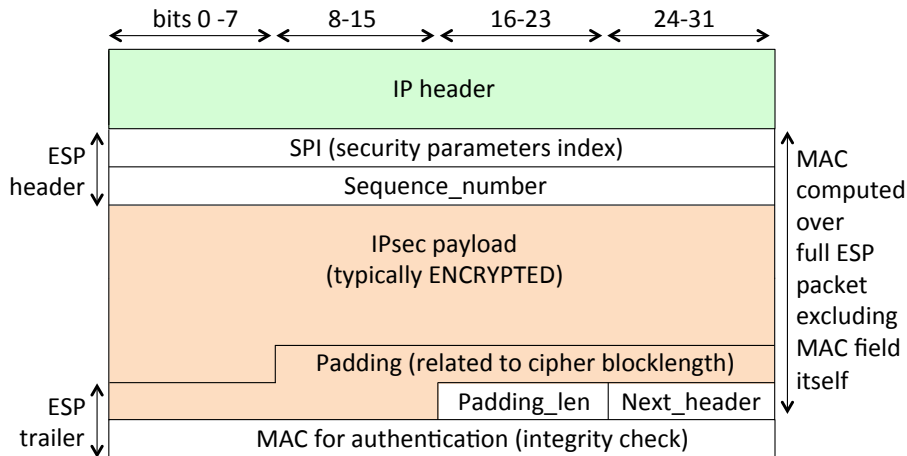 bits 0 -7
8-15
16-23
24-31
IP header
ESP
header
SPI (security parameters index)
Sequence_number
IPsec payload
(typically ENCRYPTED)
Padding (related to cipher blocklength)
ESP
trailer
Padding_len
Next_header
MAC for authentication (integrity check)
MAC
computed
over
full ESP
packet
excluding
MAC field
itself